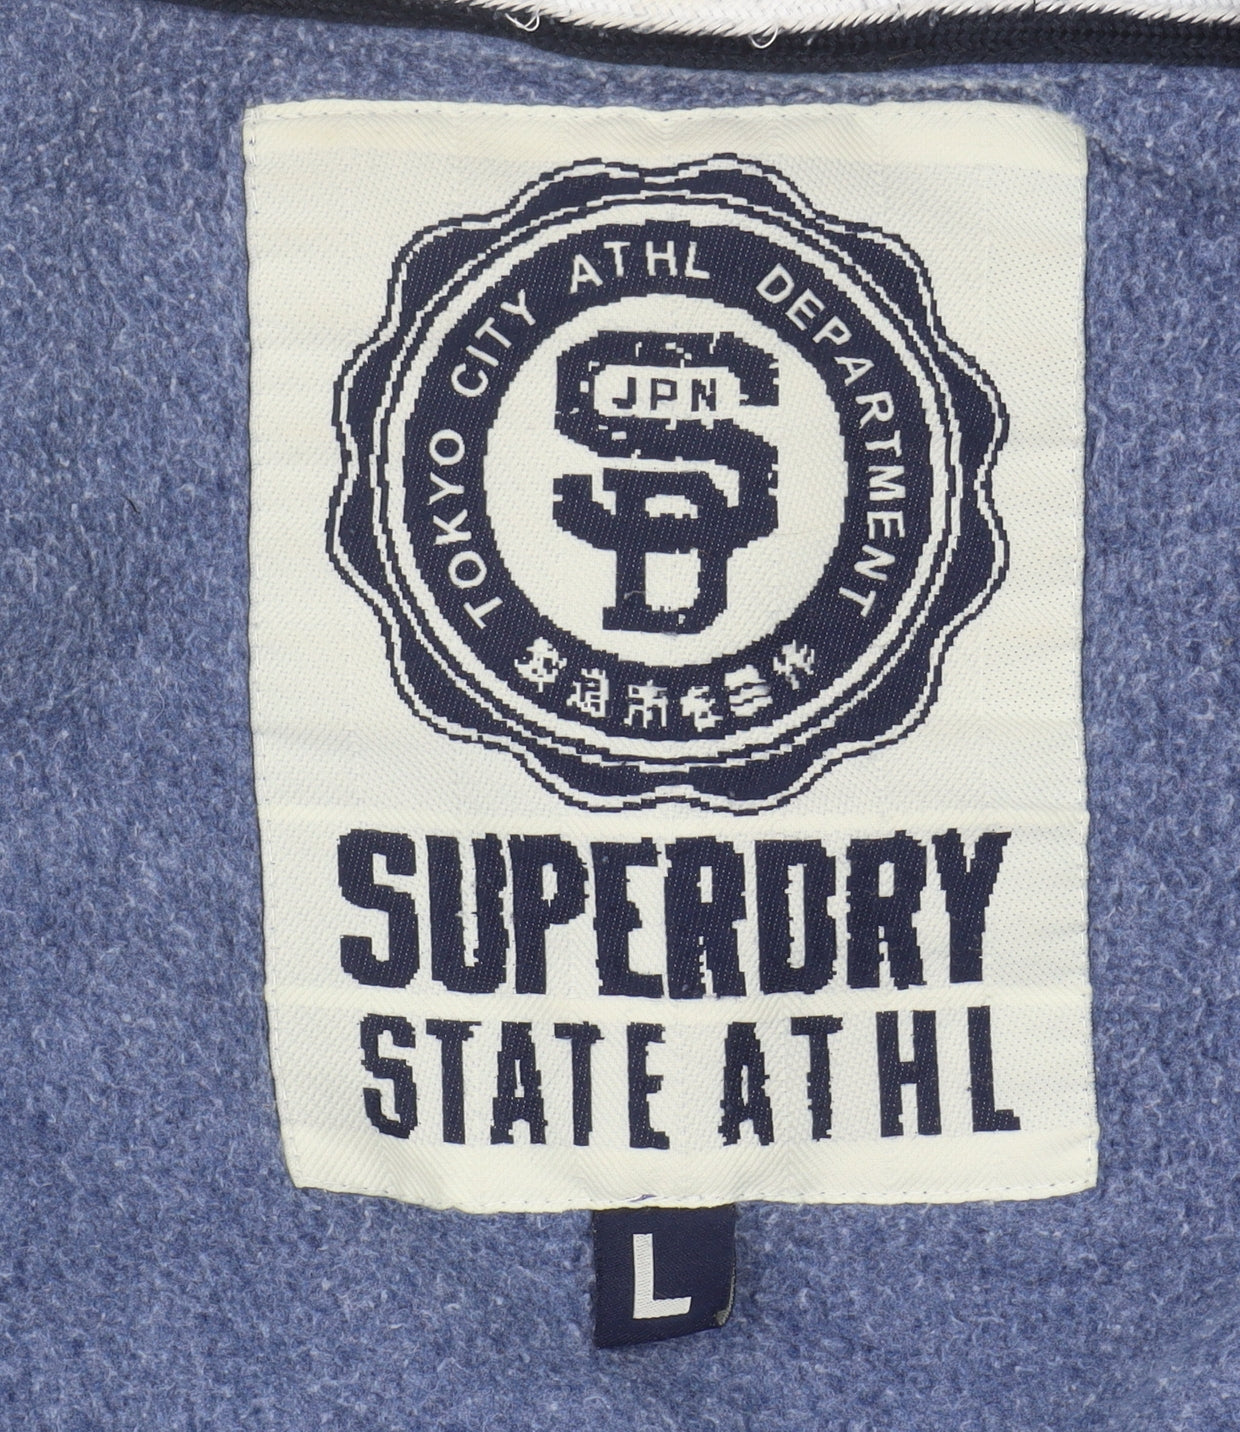 TOKYO CITY ATHL DEPARTMENT
JPN
SD
SUPERDRY
STATE ATHL
L